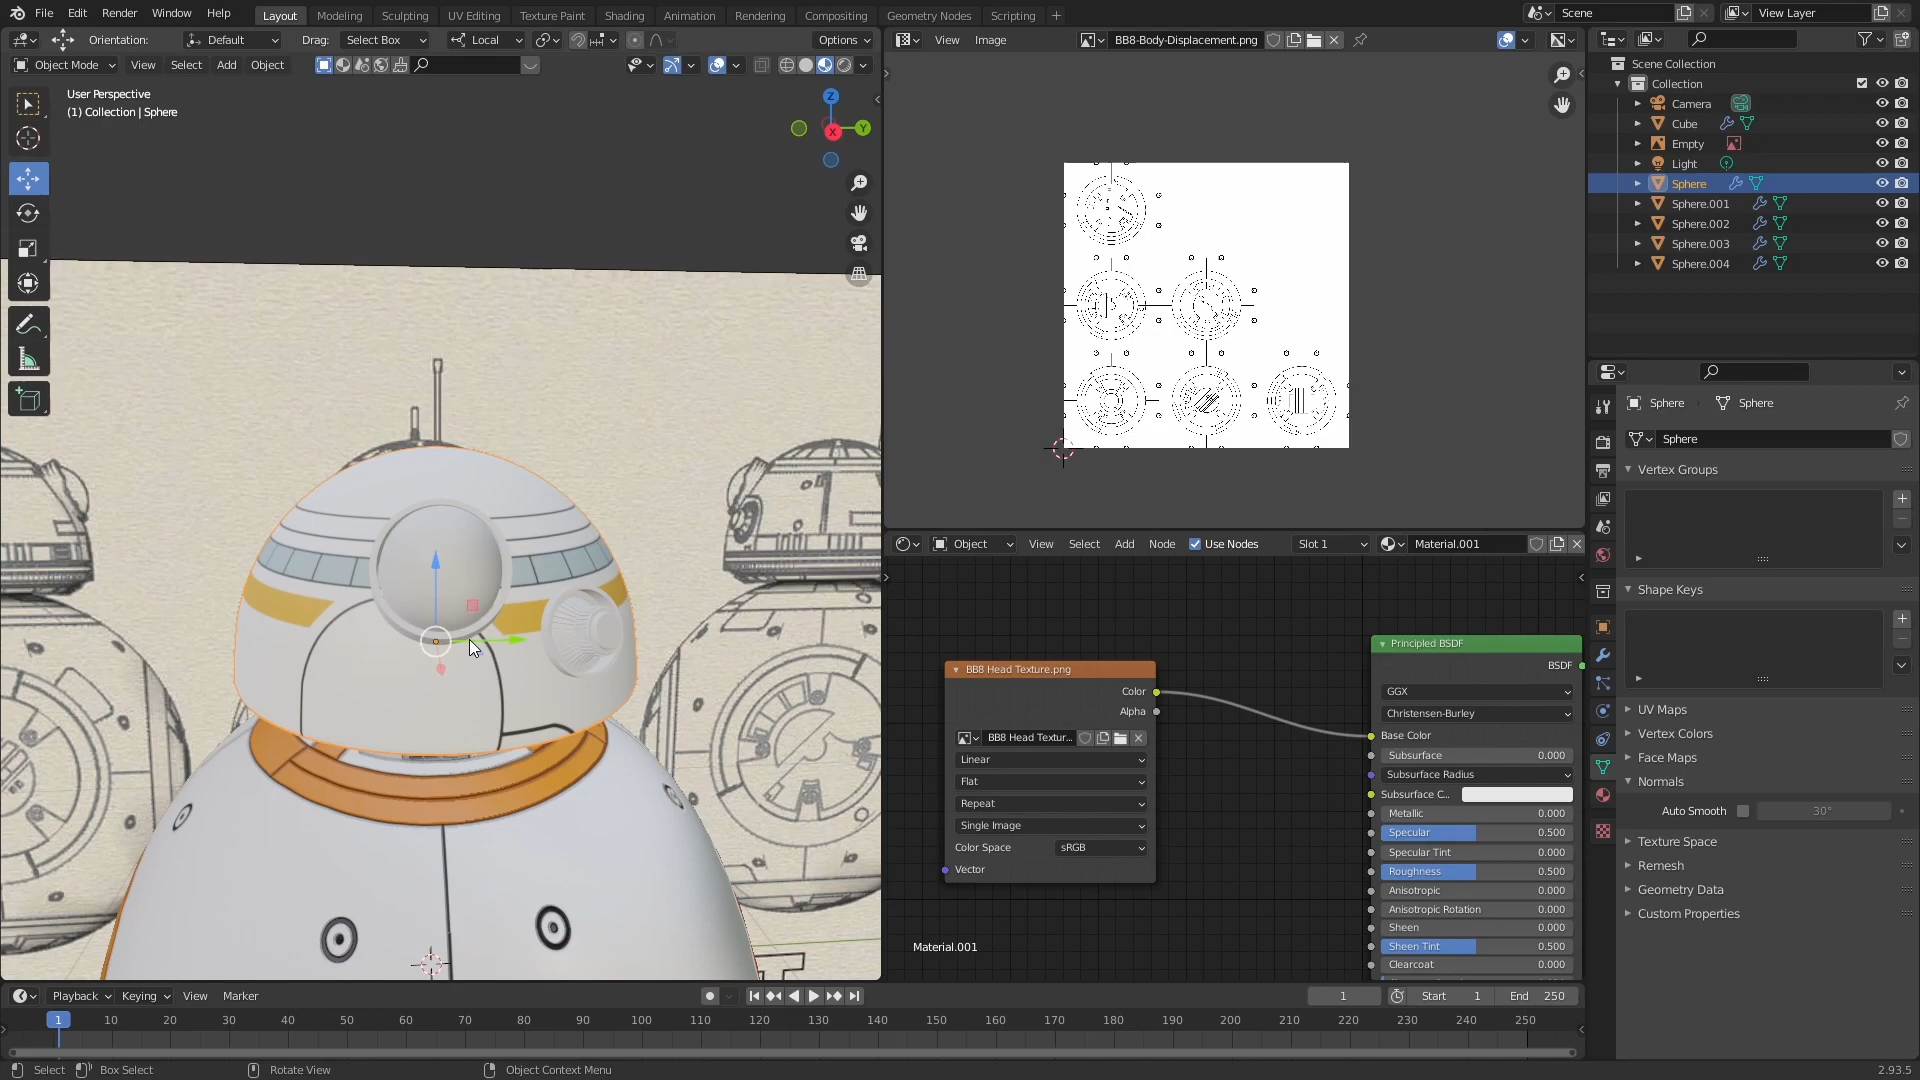 File Edit Render Window Help Layout Modeling Sculpting UV Editing Texture Paint Shading Animation Rendering Compositing Geometry Nodes Scripting Scene View Layer
Orientation: Default Drag: Select Box Local Options
Object Mode View Select Add Object
User Perspective
(1) Collection | Sphere
Z
Y
X
View Image BB8-Body-Displacement.png
Scene Collection
Collection
Camera
Cube
Empty
Light
Sphere
Sphere.001
Sphere.002
Sphere.003
Sphere.004
Sphere Sphere
Sphere
Vertex Groups
Shape Keys
UV Maps
Vertex Colors
Face Maps
Normals
Auto Smooth 30°
Texture Space
Remesh
Geometry Data
Custom Properties
Object View Select Add Node Use Nodes Slot 1 Material.001
BB8 Head Texture.png
Color
Alpha
BB8 Head Textur...
Linear
Flat
Repeat
Single Image
Color Space sRGB
Vector
Principled BSDF
BSDF
GGX
Christensen-Burley
Base Color
Subsurface 0.000
Subsurface Radius
Subsurface C...
Metallic 0.000
Specular 0.500
Specular Tint 0.000
Roughness 0.500
Anisotropic 0.000
Anisotropic Rotation 0.000
Sheen 0.000
Sheen Tint 0.500
Clearcoat 0.000
Material.001
Playback Keying View Marker 1 Start 1 End 250
1 10 20 30 40 50 60 70 80 90 100 110 120 130 140 150 160 170 180 190 200 210 220 230 240 250
Select Box Select Rotate View Object Context Menu 2.93.5